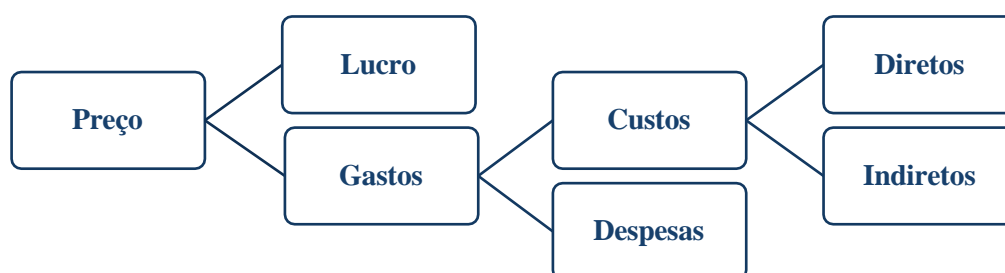 Lucro
Diretos
Preço
Custos
Gastos
Indiretos
Despesas